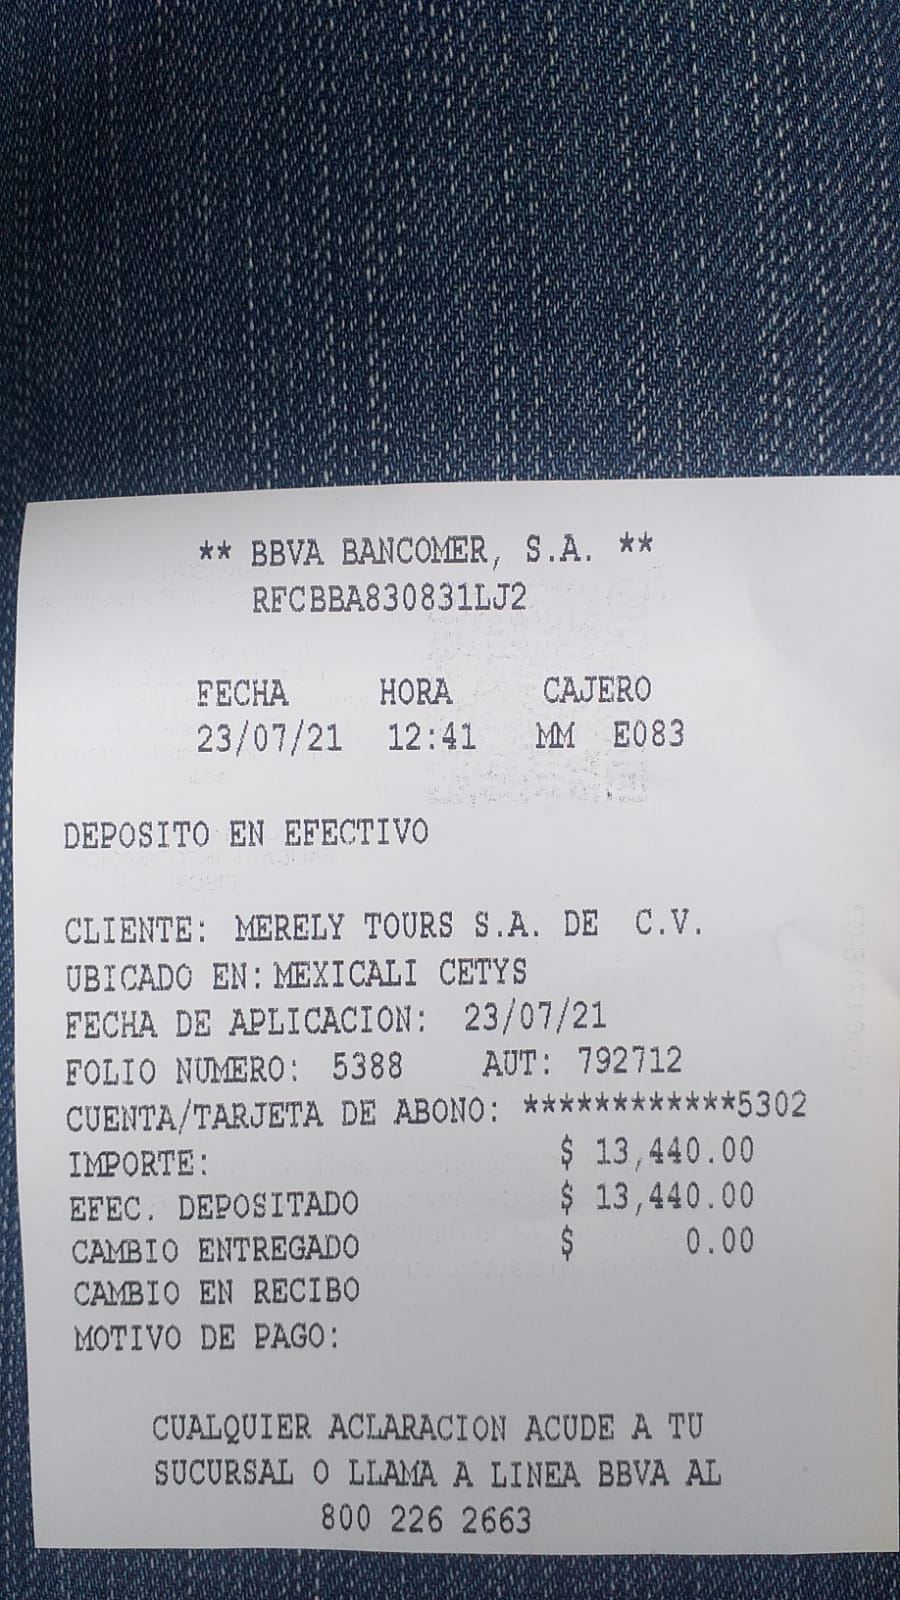 ** BBVA BANCOMER, S.A. **
RFCBBA830831LJ2
FECHA HORA CAJERO
23/07/21 12:41 MM E083
DEPOSITO EN EFECTIVO
CLIENTE: MERELY TOURS S.A. DE C.V.
UBICADO EN: MEXICALI CETYS
FECHA DE APLICACION: 23/07/21
FOLIO NUMERO: 5388 AUT: 792712
CUENTA/TARJETA DE ABONO: ************5302
IMPORTE: $ 13,440.00
EFEC. DEPOSITADO $ 13,440.00
CAMBIO ENTREGADO $ 0.00
CAMBIO EN RECIBO
MOTIVO DE PAGO:
CUALQUIER ACLARACION ACUDE A TU
SUCURSAL O LLAMA A LINEA BBVA AL
800 226 2663